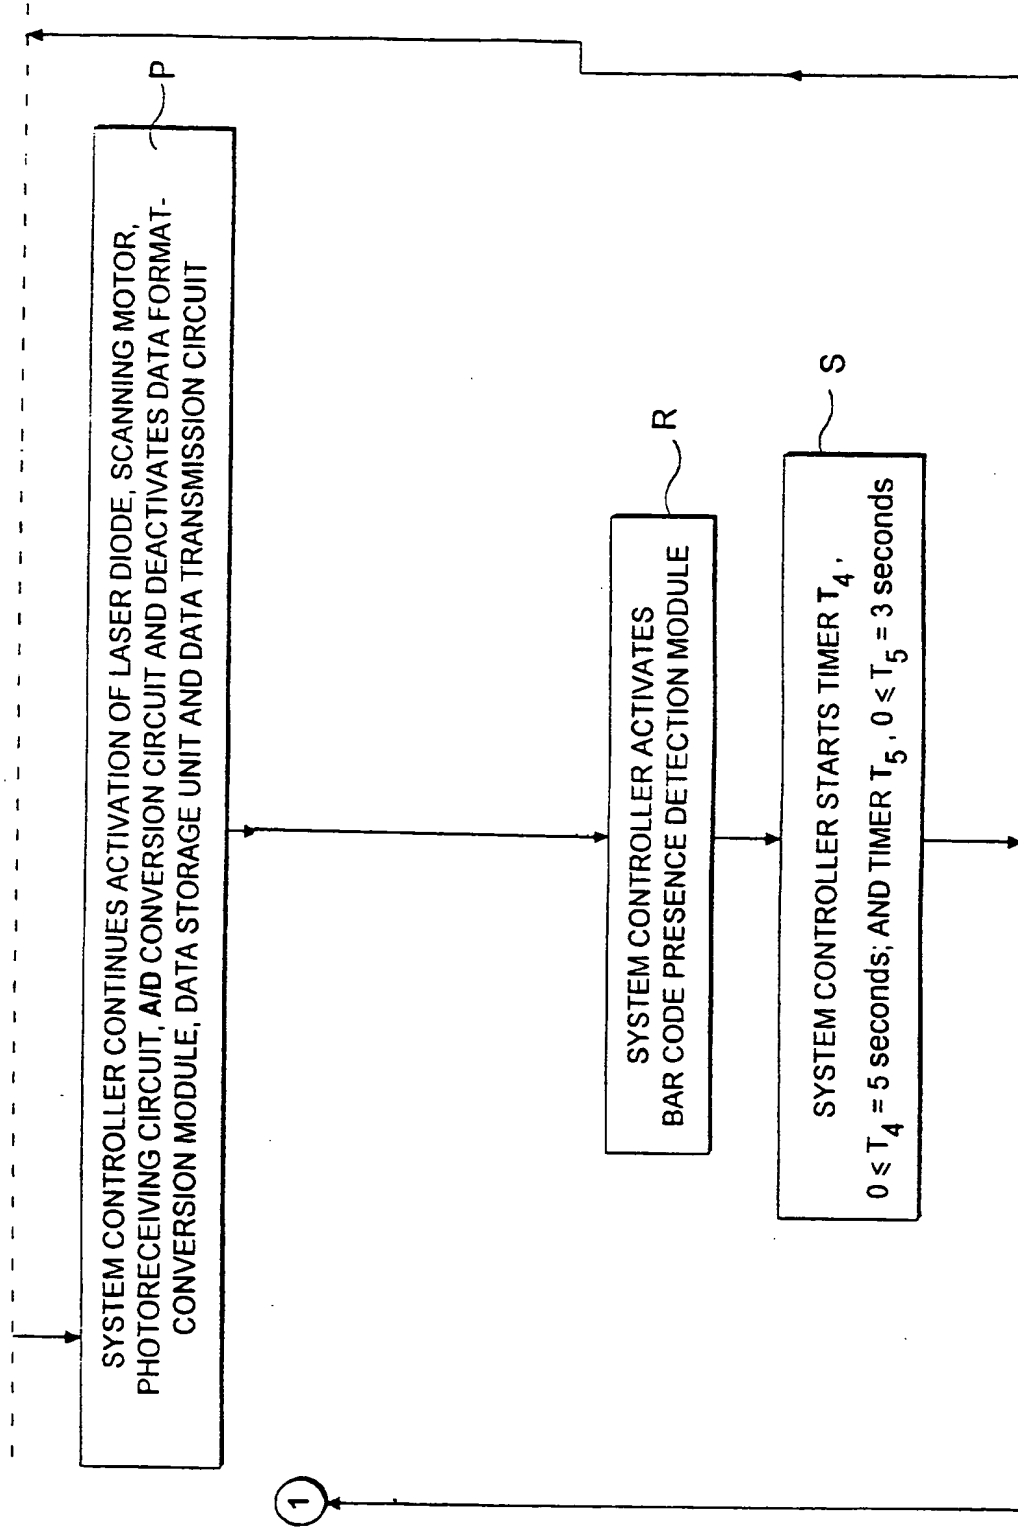 SYSTEM CONTROLLER CONTINUES ACTIVATION OF LASER DIODE, SCANNING MOTOR,
PHOTORECEIVING CIRCUIT, A/D CONVERSION CIRCUIT AND DEACTIVATES DATA FORMAT-
CONVERSION MODULE, DATA STORAGE UNIT AND DATA TRANSMISSION CIRCUIT
P
SYSTEM CONTROLLER ACTIVATES
BAR CODE PRESENCE DETECTION MODULE
R
SYSTEM CONTROLLER STARTS TIMER T4,
0 ≤ T4 = 5 seconds; AND TIMER T5, 0 ≤ T5 = 3 seconds
S
1